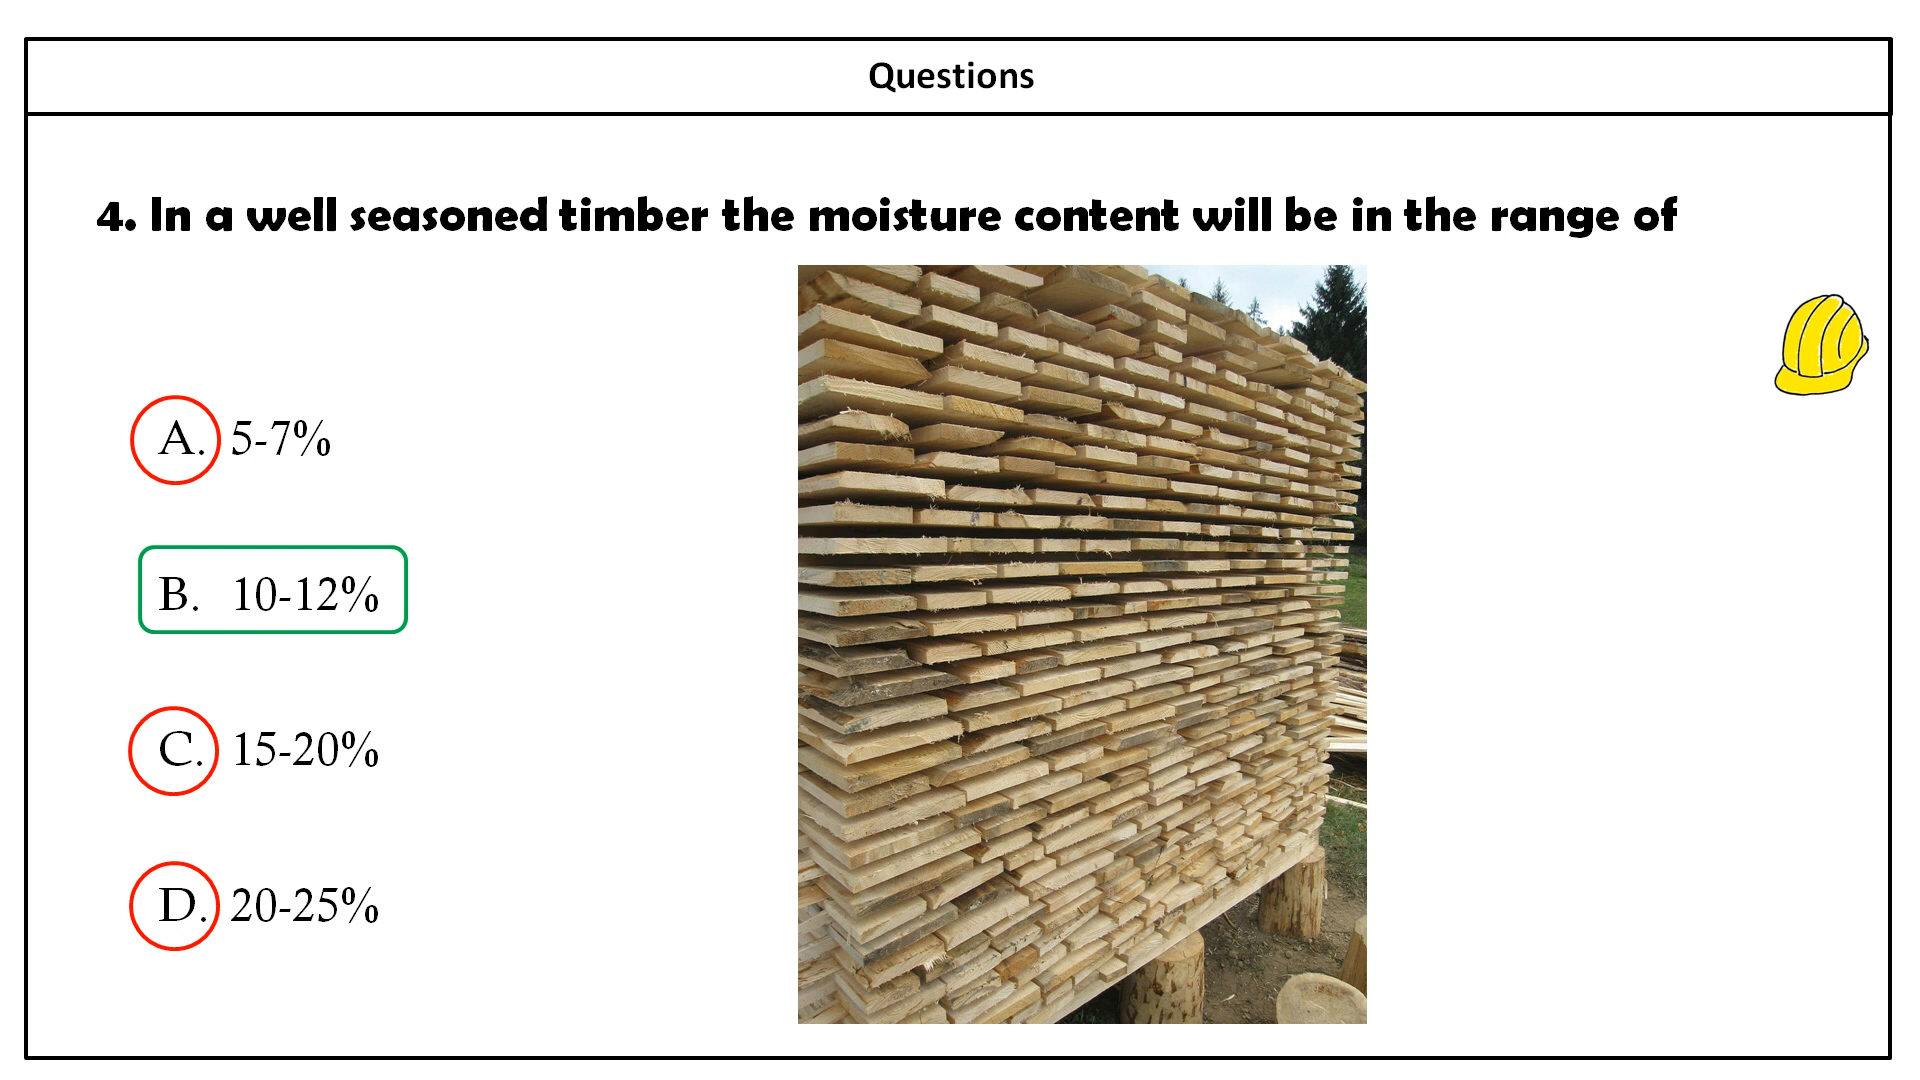 Questions
4. In a well seasoned timber the moisture content will be in the range of
A. 5-7%
B. 10-12%
C. 15-20%
D. 20-25%